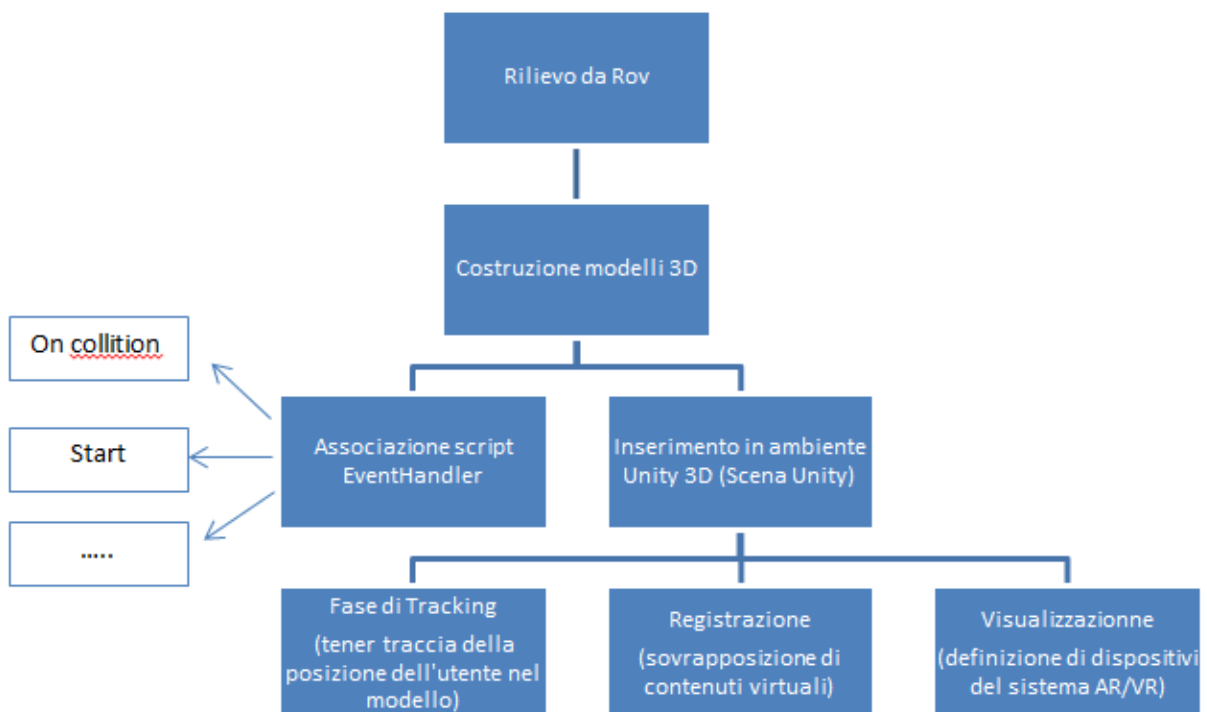 Rilievo da Rov
Costruzione modelli 3D
On collition
Start
.....
Associazione script
EventHandler
Inserimento in ambiente
Unity 3D (Scena Unity)
Fase di Tracking
(tener traccia della
posizione dell'utente nel
modello)
Registrazione
(sovrapposizione di
contenuti virtuali)
Visualizzazionne
(definizione di dispositivi
del sistema AR/VR)